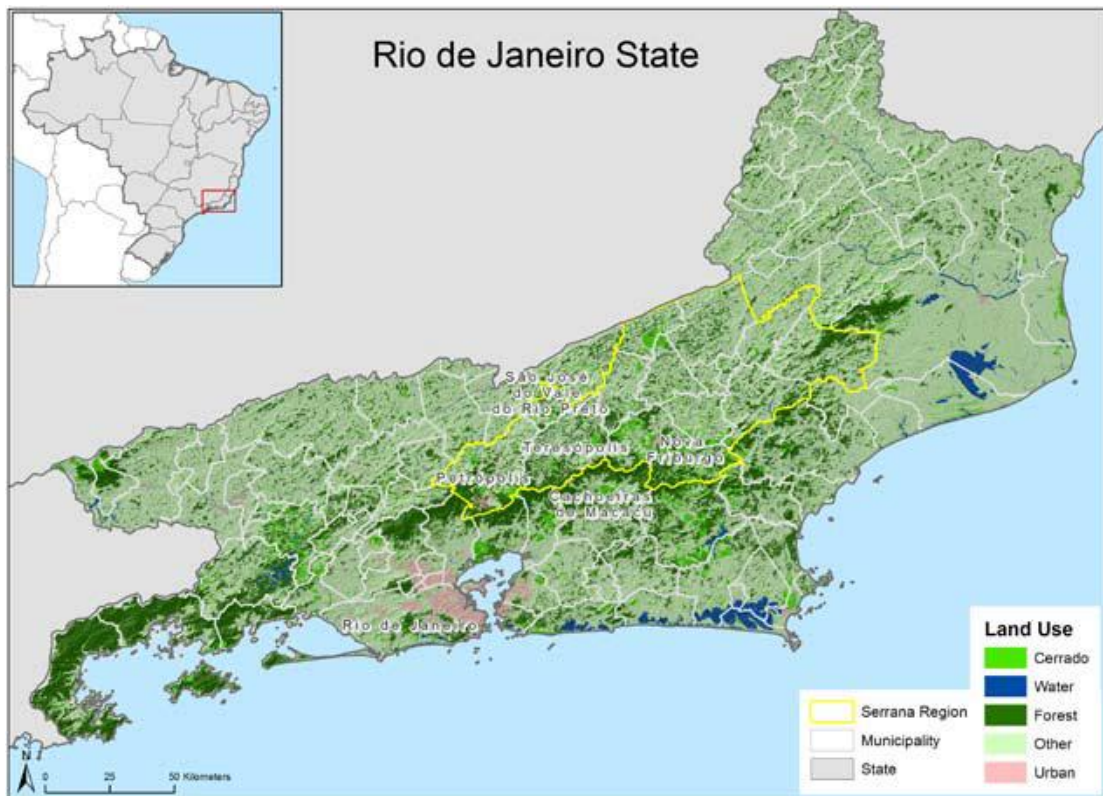 Rio de Janeiro State
São José
do Vale
do Rio Preto
Teresópolis
Nova
Friburgo
Petrópolis
Cachoeiras
de Macacu
Rio de Janeiro
Land Use
Cerrado
Water
Forest
Other
Urban
Serrana Region
Municipality
State
N
0 25 50 Kilometers